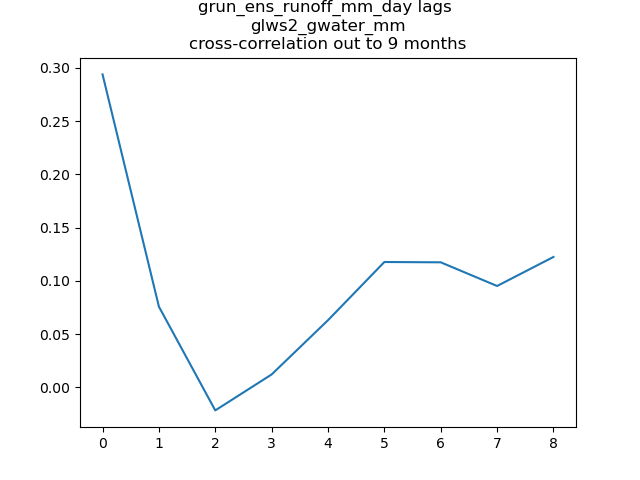 grun_ens_runoff_mm_day lags
glws2_gwater_mm
cross-correlation out to 9 months
0.30
0.25
0.20
0.15
0.10
0.05
0.00
0 1 2 3 4 5 6 7 8